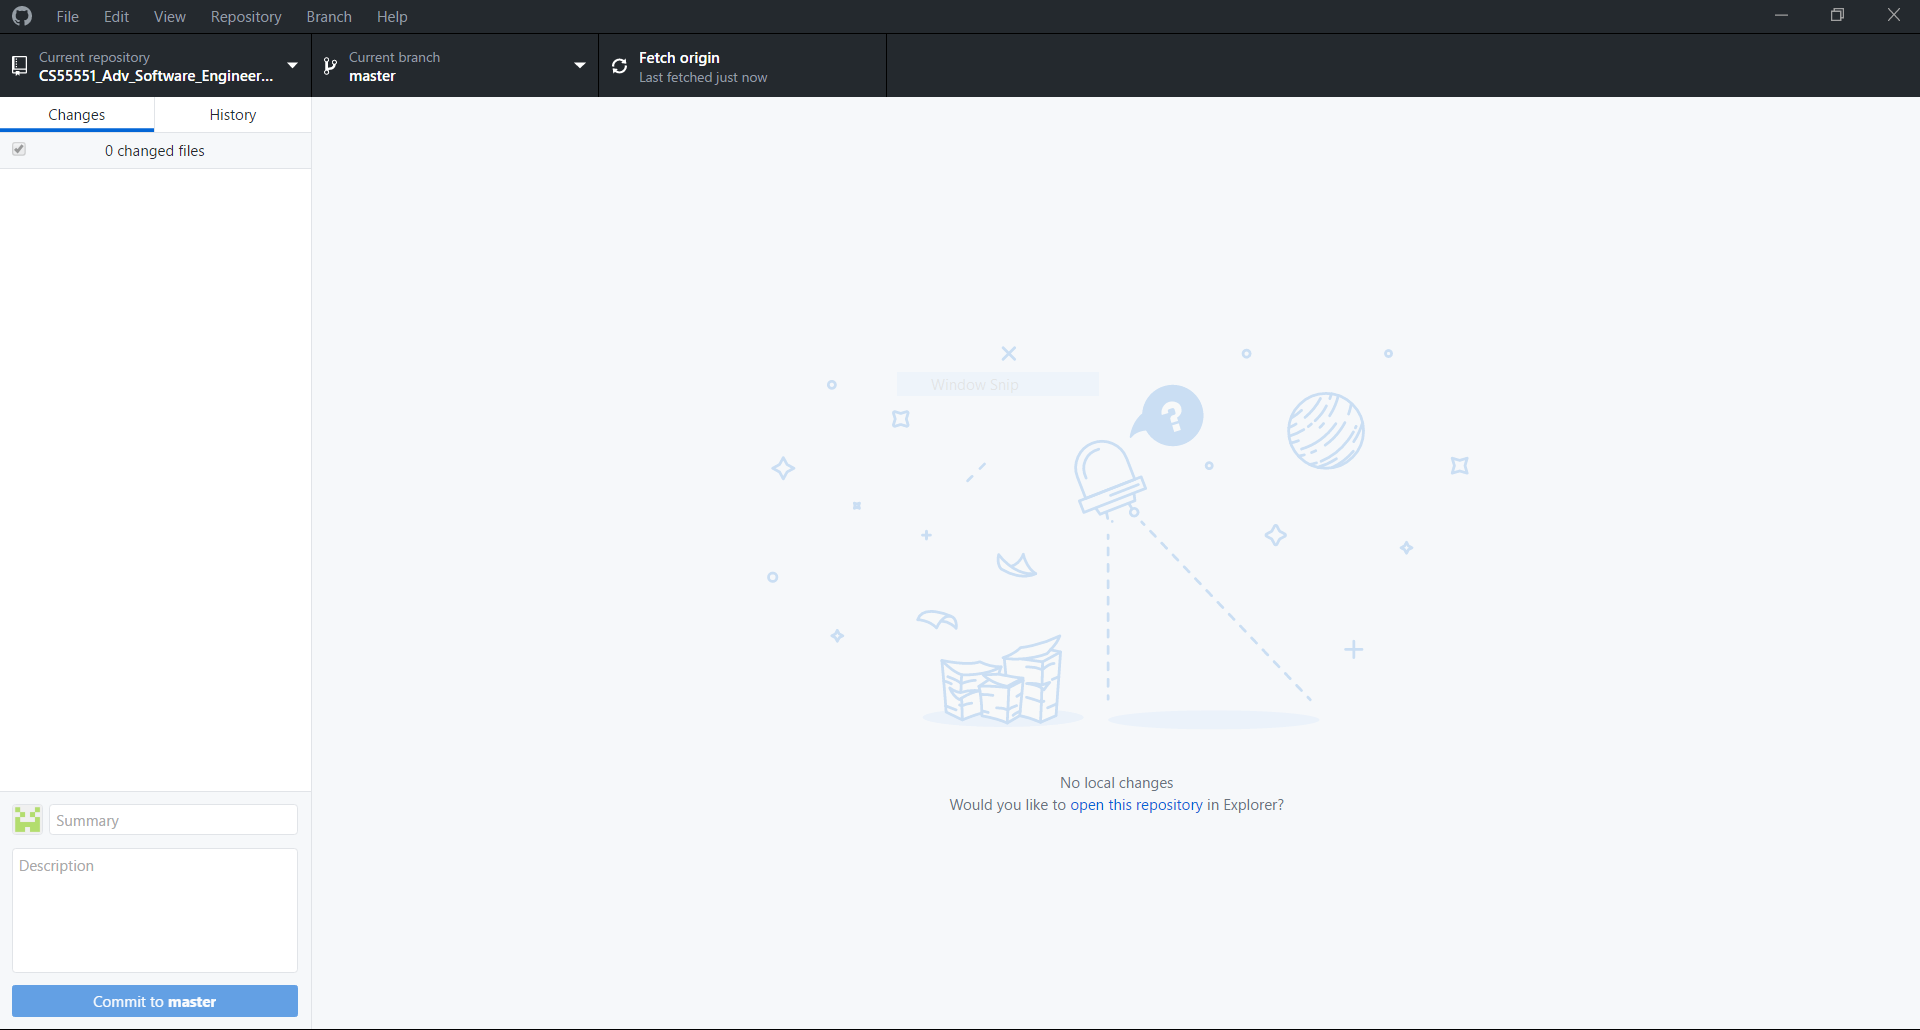 File Edit View Repository Branch Help
Current repository
CS55551_Adv_Software_Engineer...
Current branch
master
Fetch origin
Last fetched just now
Changes
History
0 changed files
Window Snip
?
No local changes
Would you like to open this repository in Explorer?
Summary
Description
Commit to master